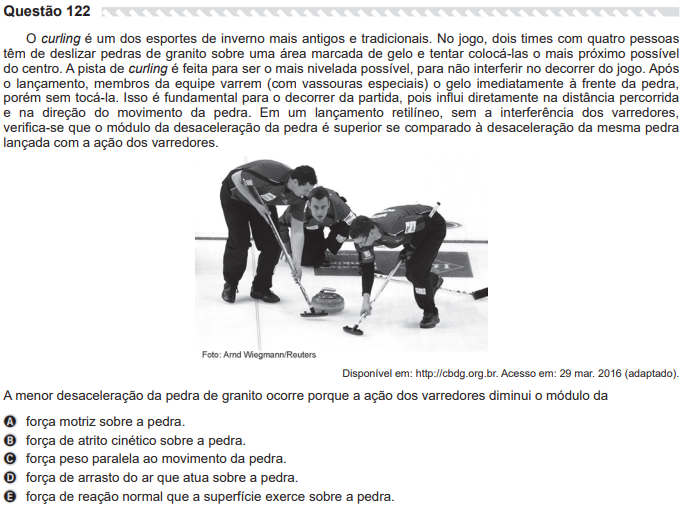 Questão 122
O curling é um dos esportes de inverno mais antigos e tradicionais. No jogo, dois times com quatro pessoas
têm de deslizar pedras de granito sobre uma área marcada de gelo e tentar colocá-las o mais próximo possível
do centro. A pista de curling é feita para ser o mais nivelada possível, para não interferir no decorrer do jogo. Após
o lançamento, membros da equipe varrem (com vassouras especiais) o gelo imediatamente à frente da pedra,
porém sem tocá-la. Isso é fundamental para o decorrer da partida, pois influi diretamente na distância percorrida
e na direção do movimento da pedra. Em um lançamento retilíneo, sem a interferência dos varredores,
verifica-se que o módulo da desaceleração da pedra é superior se comparado à desaceleração da mesma pedra
lançada com a ação dos varredores.
Foto: Arnd Wiegmann/Reuters
Disponível em: http://cbdg.org.br. Acesso em: 29 mar. 2016 (adaptado).
A menor desaceleração da pedra de granito ocorre porque a ação dos varredores diminui o módulo da
A força motriz sobre a pedra.
B força de atrito cinético sobre a pedra.
C força peso paralela ao movimento da pedra.
D força de arrasto do ar que atua sobre a pedra.
E força de reação normal que a superfície exerce sobre a pedra.